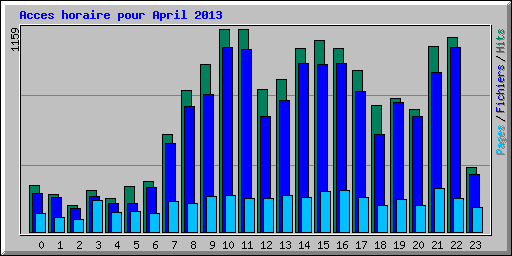 Acces horaire pour April 2013
1159
Pages / Fichiers / Hits
0 1 2 3 4 5 6 7 8 9 10 11 12 13 14 15 16 17 18 19 20 21 22 23